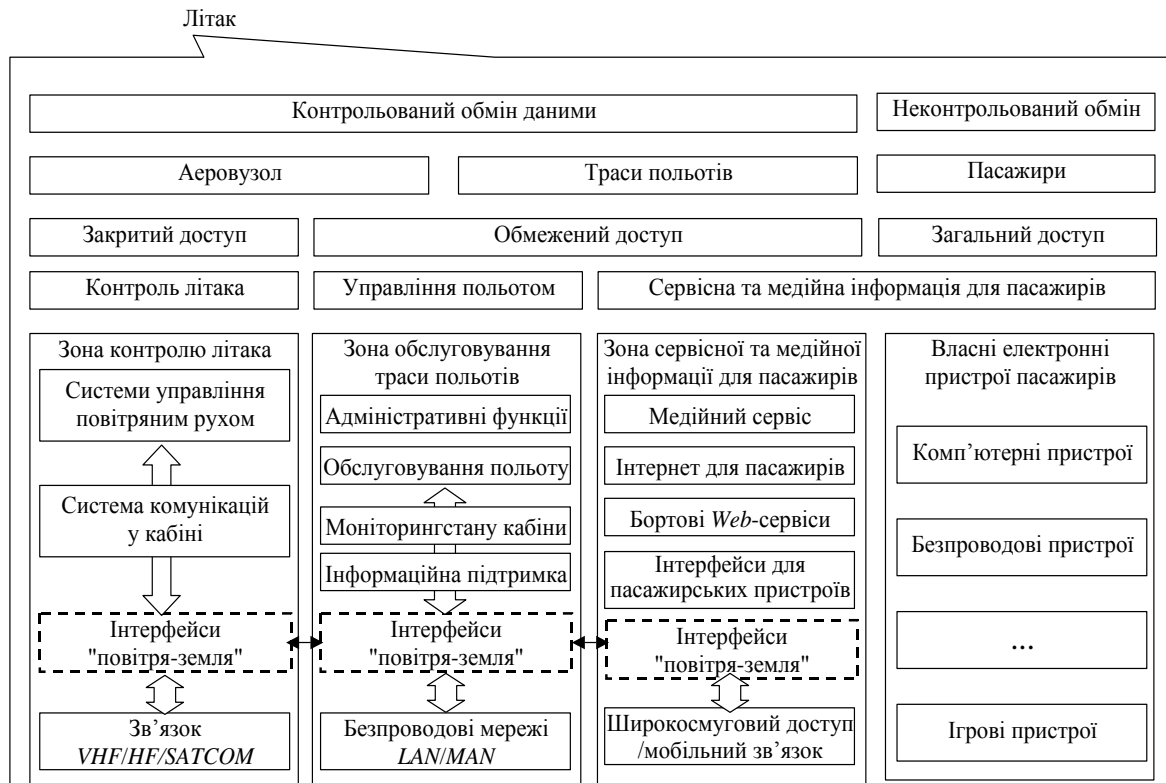 Літак
Контрольований обмін даними
Неконтрольований обмін
Аеровузол
Траси польотів
Пасажири
Закритий доступ
Обмежений доступ
Загальний доступ
Контроль літака
Управління польотом
Сервісна та медійна інформація для пасажирів
Зона контролю літака
Системи управління
повітряним рухом
Система комунікацій
у кабіні
Інтерфейси
"повітря-земля"
Зв’язок
VHF/HF/SATCOM
Зона обслуговування
траси польотів
Адміністративні функції
Обслуговування польоту
Моніторингстану кабіни
Інформаційна підтримка
Інтерфейси
"повітря-земля"
Безпроводові мережі
LAN/MAN
Зона сервісної та медійної
інформації для пасажирів
Медійний сервіс
Інтернет для пасажирів
Бортові Web-сервіси
Інтерфейси для
пасажирських пристроїв
Інтерфейси
"повітря-земля"
Широкосмуговий доступ
/мобільний зв’язок
Власні електронні
пристрої пасажирів
Комп’ютерні пристрої
Безпроводові пристрої
...
Ігрові пристрої